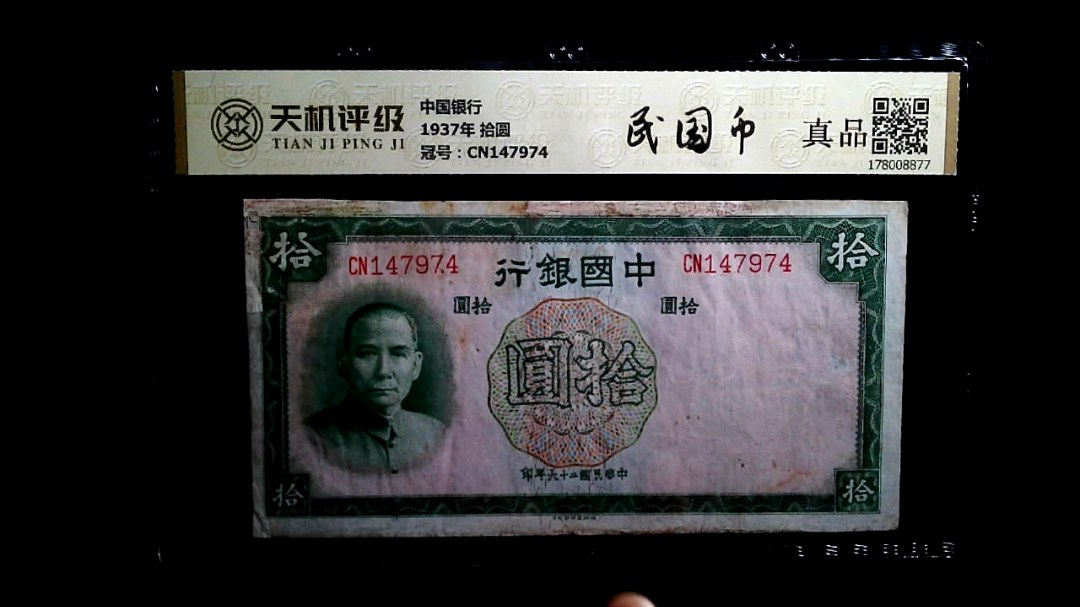 天机评级
TIAN JI PING JI
中国银行
1937年 拾圆
冠号：CN147974
民国币
真品
178008877
拾
拾
CN147974
行銀國中
CN147974
圓拾
圓拾
圓拾
印年九十二國民華中
拾
拾